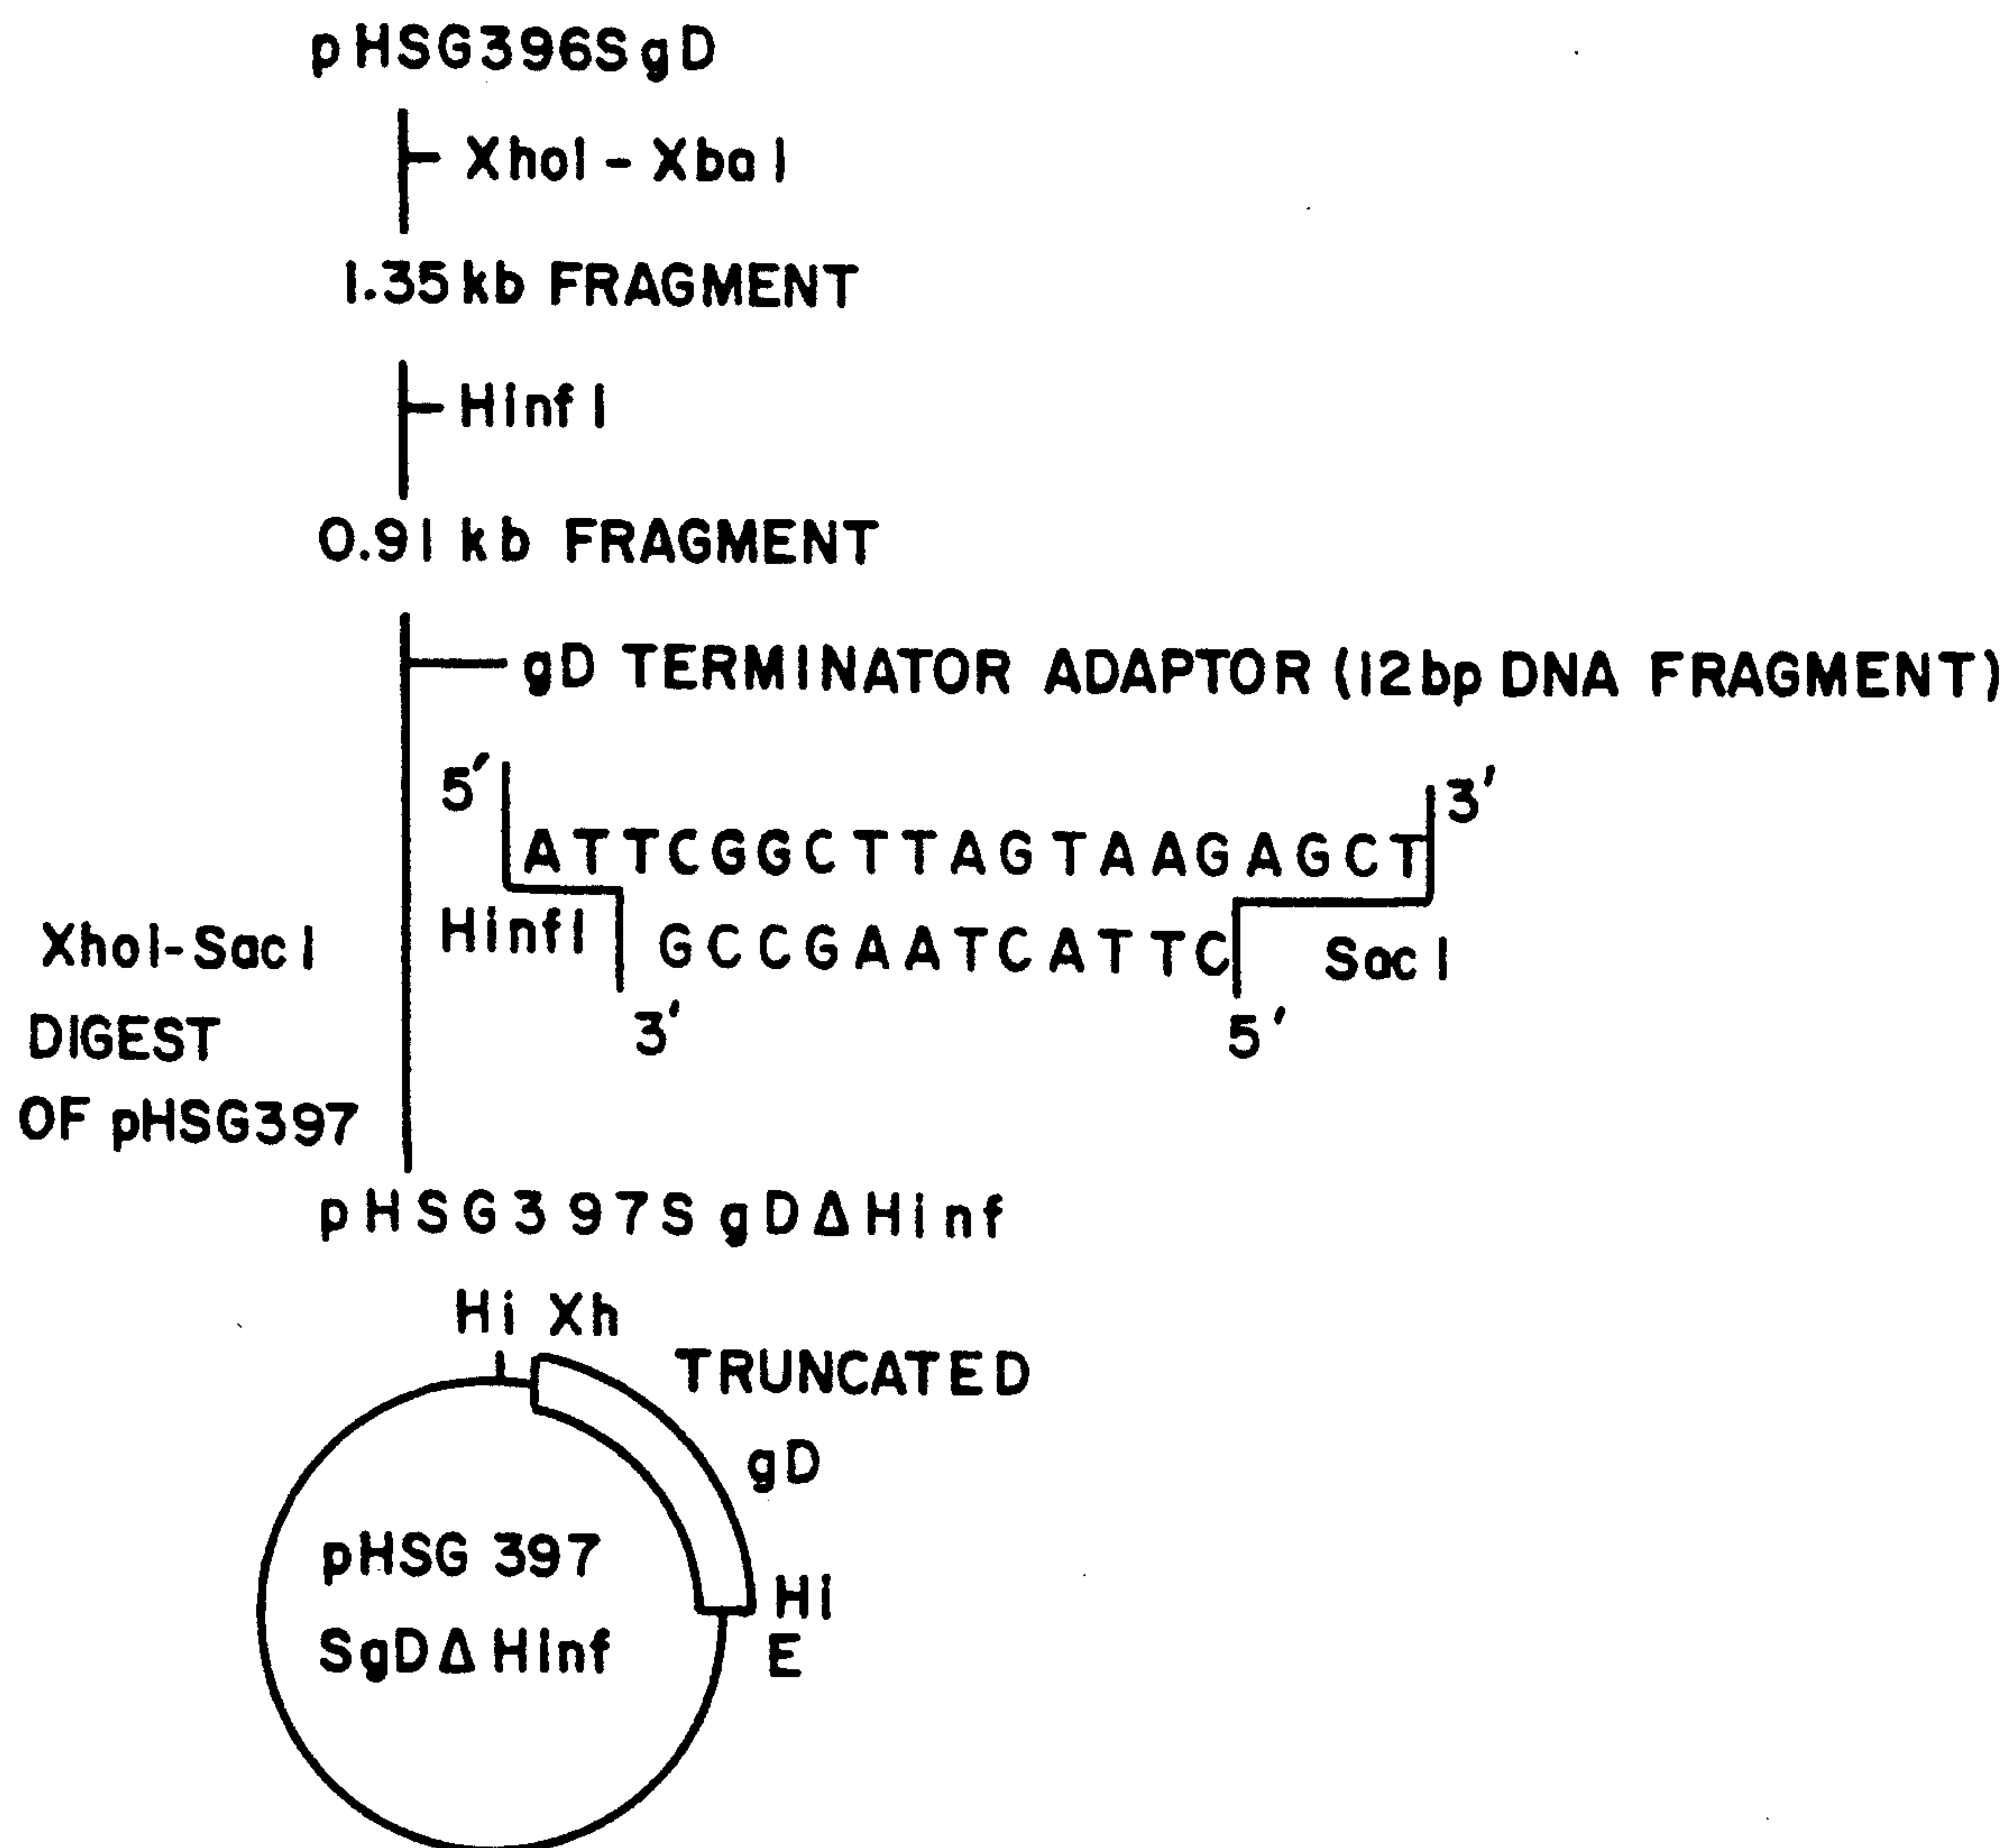 pHSG396SgD
XhoI - XbaI
1.35 kb FRAGMENT
HinfI
0.91 kb FRAGMENT
gD TERMINATOR ADAPTOR (12bp DNA FRAGMENT)
5' 3'
ATTCGGCTTAGTAAGAGCT
HinfI GCCGAATCATTC SacI
3' 5'
XhoI-SacI
DIGEST
OF pHSG397
pHSG397SgDΔHinf
Hi Xh
TRUNCATED
gD
pHSG 397
SgDΔHinf
Hi
E